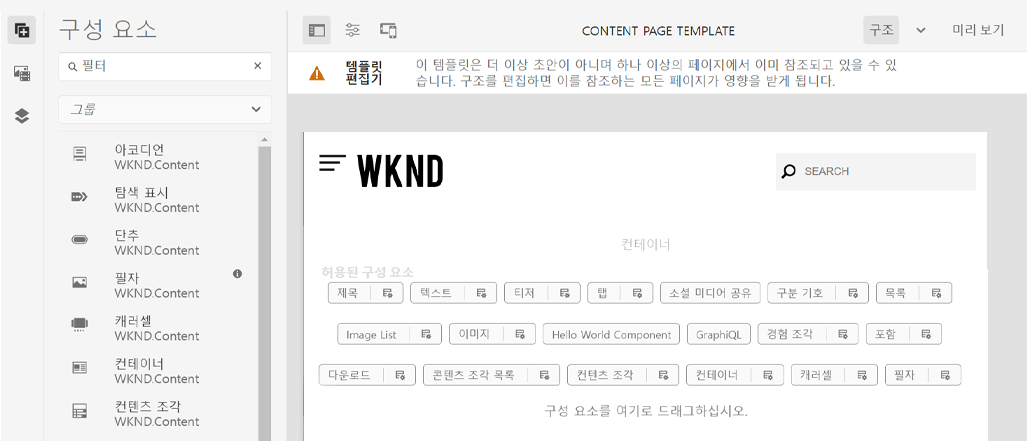 구성 요소
필터
그룹
아코디언
WKND.Content
탐색 표시
WKND.Content
단추
WKND.Content
필자
WKND.Content
캐러셀
WKND.Content
컨테이너
WKND.Content
컨텐츠 조각
WKND.Content
CONTENT PAGE TEMPLATE
구조
미리 보기
템플릿
편집기
이 템플릿은 더 이상 초안이 아니며 하나 이상의 페이지에서 이미 참조되고 있을 수 있
습니다. 구조를 편집하면 이를 참조하는 모든 페이지가 영향을 받게 됩니다.
WKND
SEARCH
컨테이너
허용된 구성 요소
제목 텍스트 티저 탭 소셜 미디어 공유 구분 기호 목록
Image List 이미지 Hello World Component GraphiQL 경험 조각 포함
다운로드 콘텐츠 조각 목록 컨텐츠 조각 컨테이너 캐러셀 필자
구성 요소를 여기로 드래그하십시오.